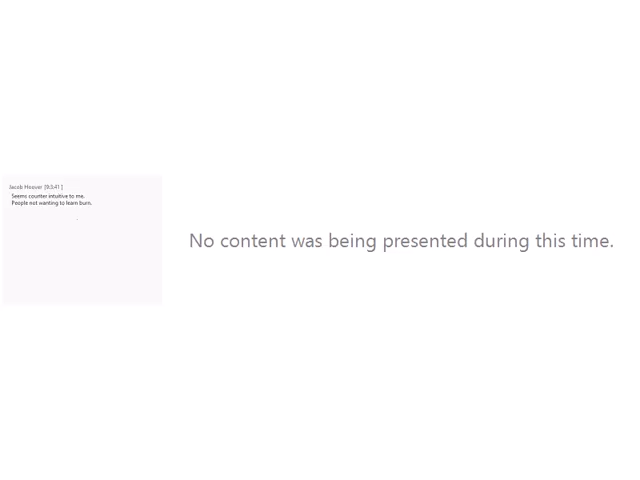 Jacob Hoover [9:3:41 ]
Seems counter intuitive to me,
People not wanting to learn burn.
No content was being presented during this time.